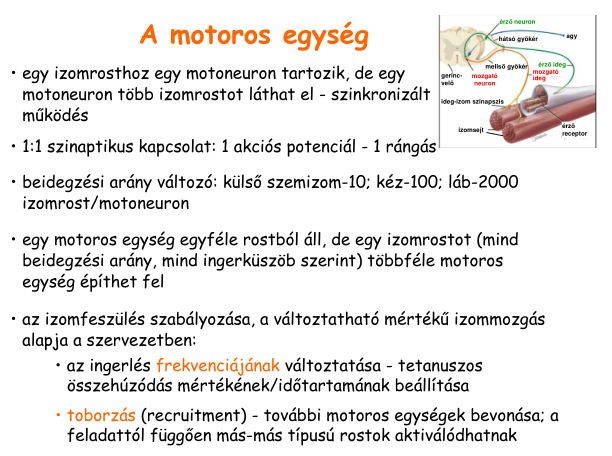 A motoros egység
• egy izomrosthoz egy motoneuron tartozik, de egy
motoneuron több izomrostot láthat el - szinkronizált
működés
• 1:1 szinaptikus kapcsolat: 1 akciós potenciál - 1 rángás
• beidegzési arány változó: külső szemizom-10; kéz-100; láb-2000
izomrost/motoneuron
• egy motoros egység egyféle rostból áll, de egy izomrostot (mind
beidegzési arány, mind ingerküszöb szerint) többféle motoros
egység építhet fel
• az izomfeszülés szabályozása, a változtatható mértékű izommozgás
alapja a szervezetben:
• az ingerlés frekvenciájának változtatása - tetanuszos
összehúzódás mértékének/időtartamának beállítása
• toborzás (recruitment) - további motoros egységek bevonása; a
feladattól függően más-más típusú rostok aktiválódhatnak
érző neuron
hátsó gyökér
agy
mellső gyökér
érző ideg
gerinc-
velő
mozgató
neuron
mozgató
ideg
ideg-izom szinapszis
izomsejt
érző
receptor